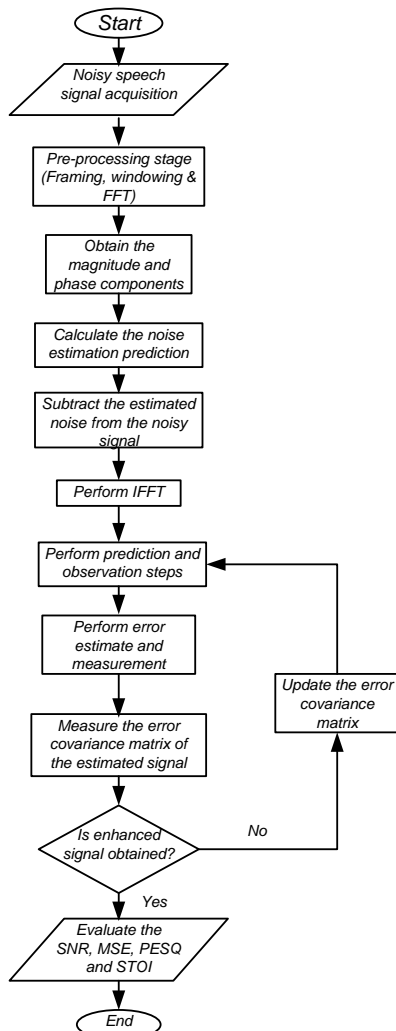 Start
Noisy speech
signal acquisition
Pre-processing stage
(Framing, windowing &
FFT)
Obtain the
magnitude and
phase components
Calculate the noise
estimation prediction
Subtract the estimated
noise from the noisy
signal
Perform IFFT
Perform prediction and
observation steps
Perform error
estimate and
measurement
Update the error
covariance
matrix
Measure the error
covariance matrix of
the estimated signal
Is enhanced
signal obtained?
No
Yes
Evaluate the
SNR, MSE, PESQ
and STOI
End